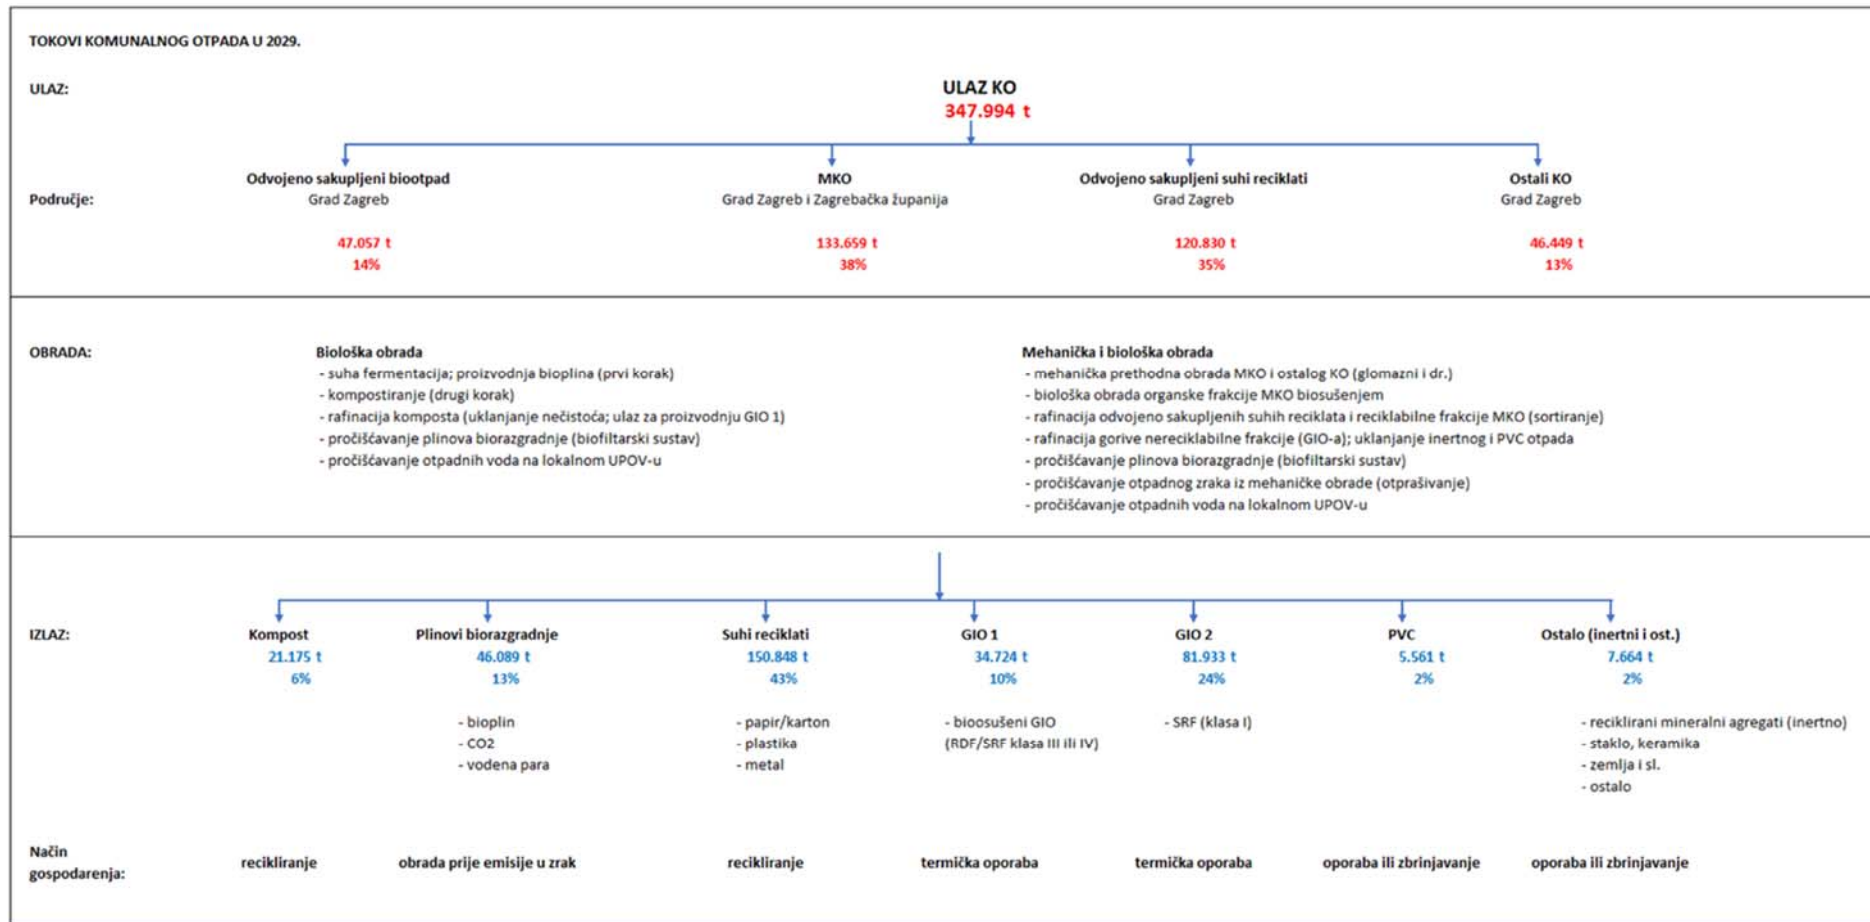 TOKOVI KOMUNALNOG OTPADA U 2029.
ULAZ:
ULAZ KO
347.994 t
Odvojeno sakupljeni biootpad MKO Odvojeno sakupljeni suhi reciklati Ostali KO
Područje: Grad Zagreb Grad Zagreb i Zagrebačka županija Grad Zagreb Grad Zagreb
47.057 t 133.659 t 120.830 t 46.449 t
14% 38% 35% 13%
OBRADA:
Biološka obrada
- suha fermentacija; proizvodnja bioplina (prvi korak)
- kompostiranje (drugi korak)
- rafinacija komposta (uklanjanje nečistoća; ulaz za proizvodnju GIO 1)
- pročišćavanje plinova biorazgradnje (biofiltarski sustav)
- pročišćavanje otpadnih voda na lokalnom UPOV-u
Mehanička i biološka obrada
- mehanička prethodna obrada MKO i ostalog KO (glomazni i dr.)
- biološka obrada organske frakcije MKO biosušenjem
- rafinacija odvojeno sakupljenih suhih reciklata i reciklabilne frakcije MKO (sortiranje)
- rafinacija gorive nereciklabilne frakcije (GIO-a); uklanjanje inertnog i PVC otpada
- pročišćavanje plinova biorazgradnje (biofiltarski sustav)
- pročišćavanje otpadnog zraka iz mehaničke obrade (otprašivanje)
- pročišćavanje otpadnih voda na lokalnom UPOV-u
IZLAZ: Kompost Plinovi biorazgradnje Suhi reciklati GIO 1 GIO 2 PVC Ostalo (inertni i ost.)
21.175 t 46.089 t 150.848 t 34.724 t 81.933 t 5.561 t 7.664 t
6% 13% 43% 10% 24% 2% 2%
- bioplin - papir/karton - bioosušeni GIO - SRF (klasa I) - reciklirani mineralni agregati (inertno)
- CO2 - plastika (RDF/SRF klasa III ili IV) - staklo, keramika
- vodena para - metal - zemlja i sl.
- ostalo
Način
gospodarenja:
recikliranje obrada prije emisije u zrak recikliranje termička oporaba termička oporaba oporaba ili zbrinjavanje oporaba ili zbrinjavanje